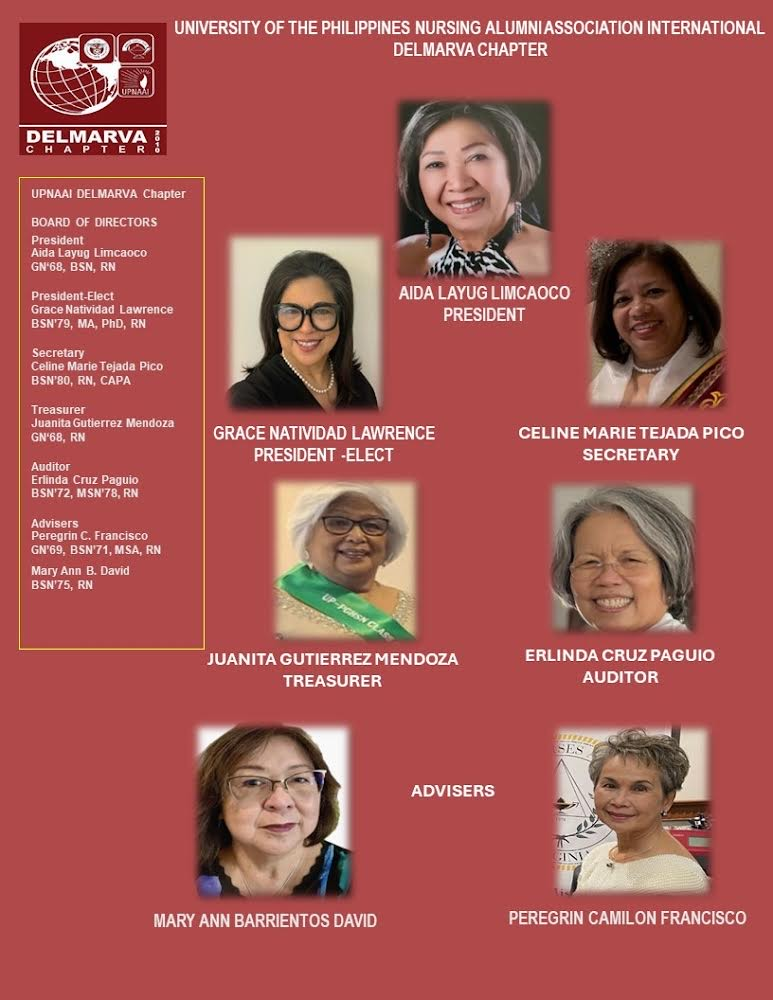 UNIVERSITY OF THE PHILIPPINES NURSING ALUMNI ASSOCIATION INTERNATIONAL
DELMARVA CHAPTER
UPNAAI
DELMARVA
CHAPTER
2010
UPNAAI DELMARVA Chapter
BOARD OF DIRECTORS
President
Aida Layug Limcaoco
GN'68, BSN, RN
President-Elect
Grace Natividad Lawrence
BSN'79, MA, PhD, RN
Secretary
Celine Marie Tejada Pico
BSN'80, RN, CAPA
Treasurer
Juanita Gutierrez Mendoza
GN'68, RN
Auditor
Erlinda Cruz Paguio
BSN'72, MSN'78, RN
Advisers
Peregrin C. Francisco
GN'69, BSN'71, MSA, RN
Mary Ann B. David
BSN'75, RN
AIDA LAYUG LIMCAOCO
PRESIDENT
GRACE NATIVIDAD LAWRENCE
PRESIDENT -ELECT
CELINE MARIE TEJADA PICO
SECRETARY
UP-PGHSN CLASS
JUANITA GUTIERREZ MENDOZA
TREASURER
ERLINDA CRUZ PAGUIO
AUDITOR
ADVISERS
MARY ANN BARRIENTOS DAVID
PEREGRIN CAMILON FRANCISCO